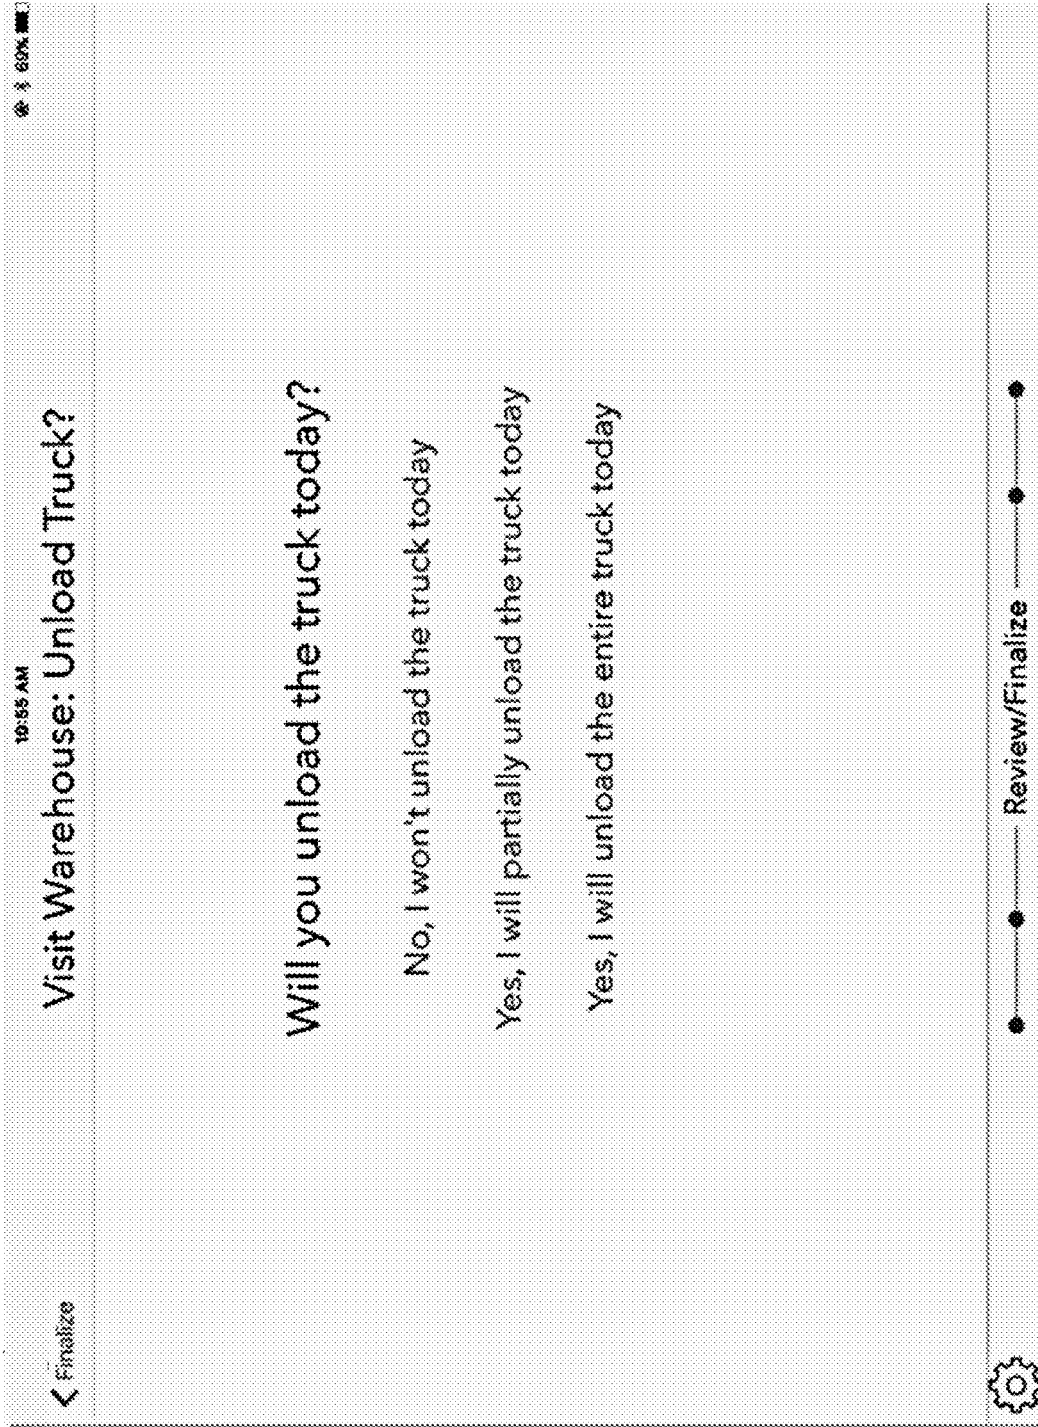 10:55 AM
69%
Finalize
Visit Warehouse: Unload Truck?
Will you unload the truck today?
No, I won't unload the truck today
Yes, I will partially unload the truck today
Yes, I will unload the entire truck today
Review/Finalize